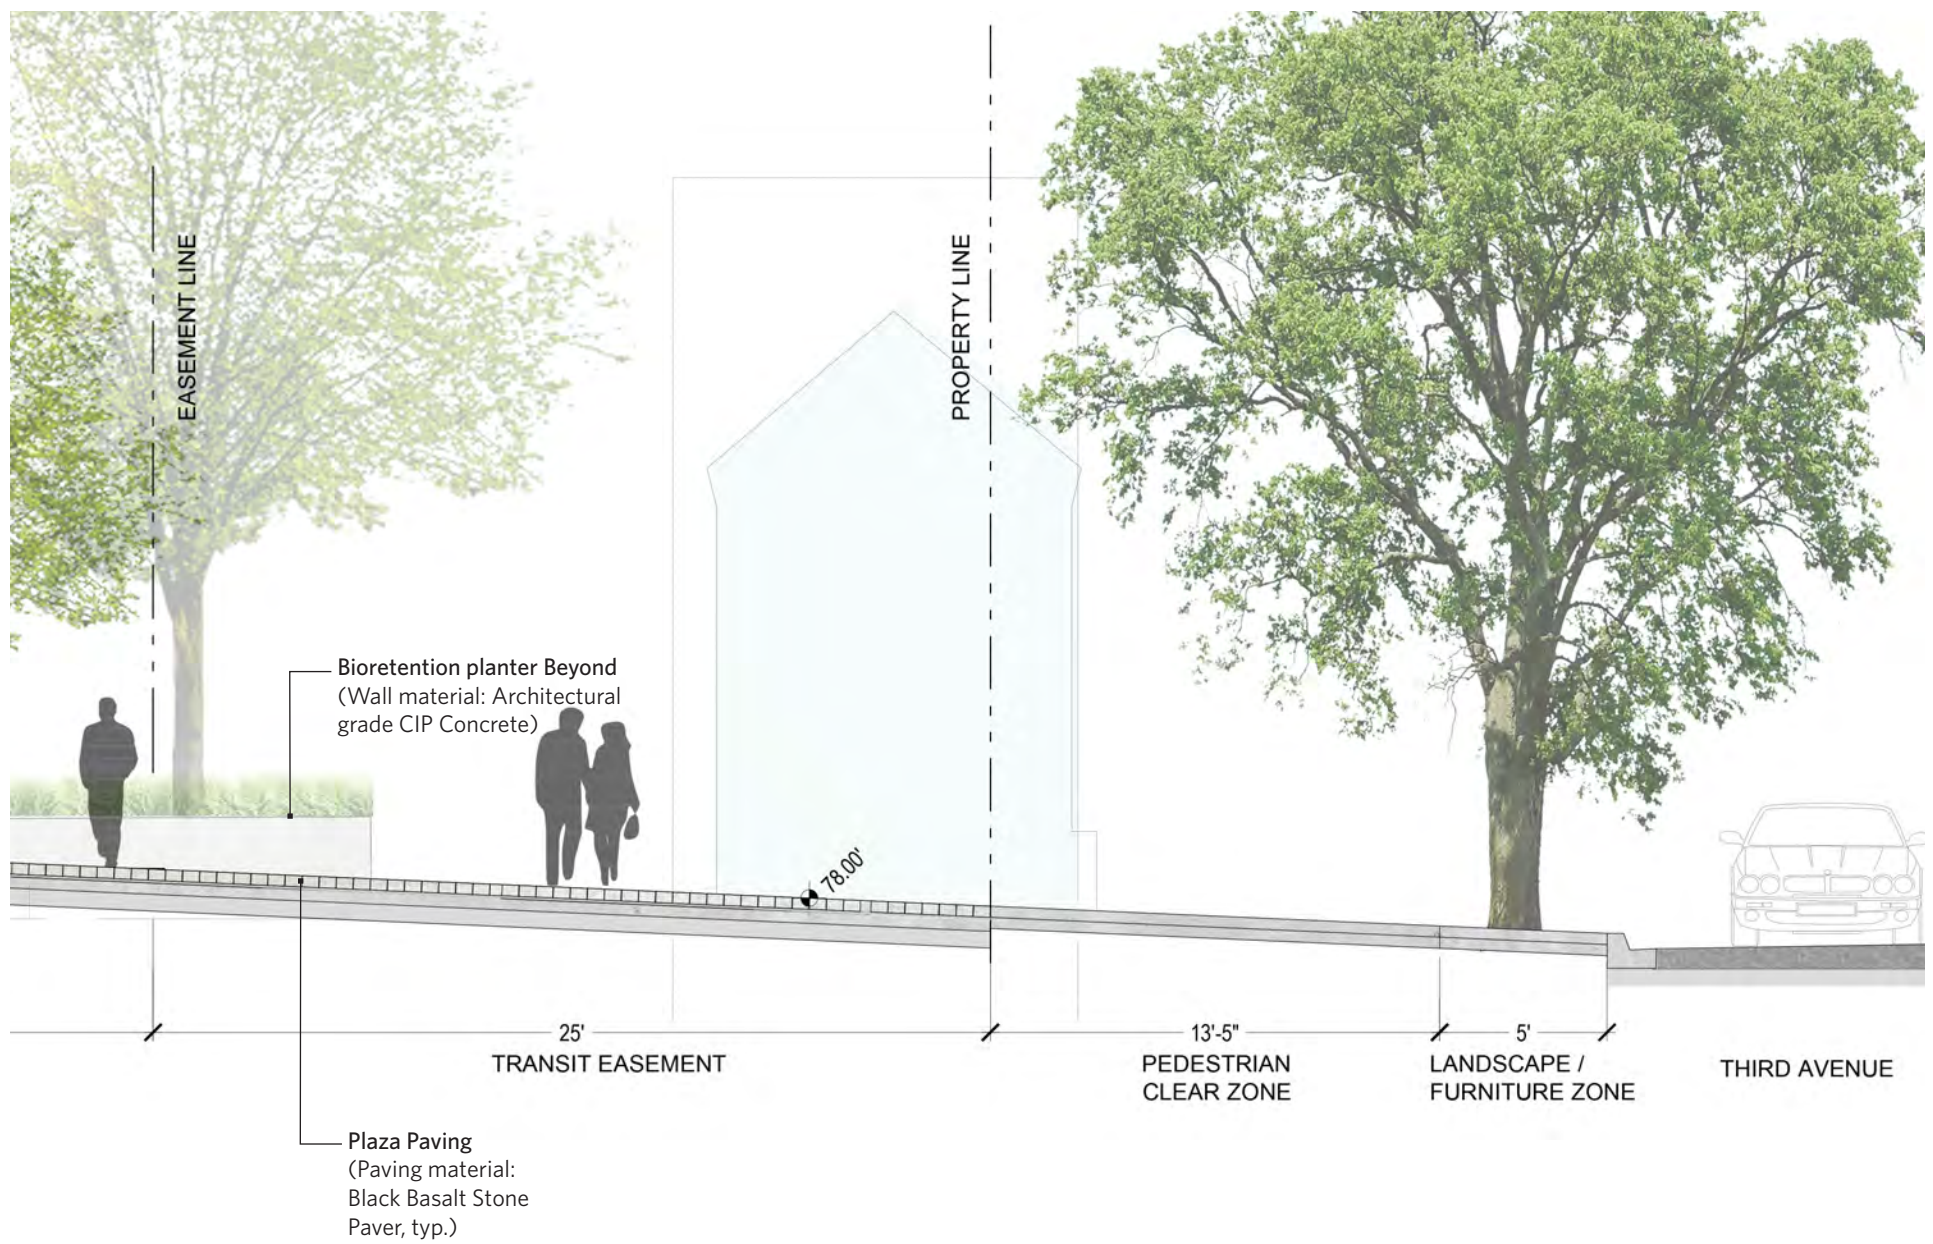 EASEMENT LINE
PROPERTY LINE
Bioretention planter Beyond
(Wall material: Architectural
grade CIP Concrete)
78.00'
25'
TRANSIT EASEMENT
13'-5"
PEDESTRIAN
CLEAR ZONE
5'
LANDSCAPE /
FURNITURE ZONE
THIRD AVENUE
Plaza Paving
(Paving material:
Black Basalt Stone
Paver, typ.)